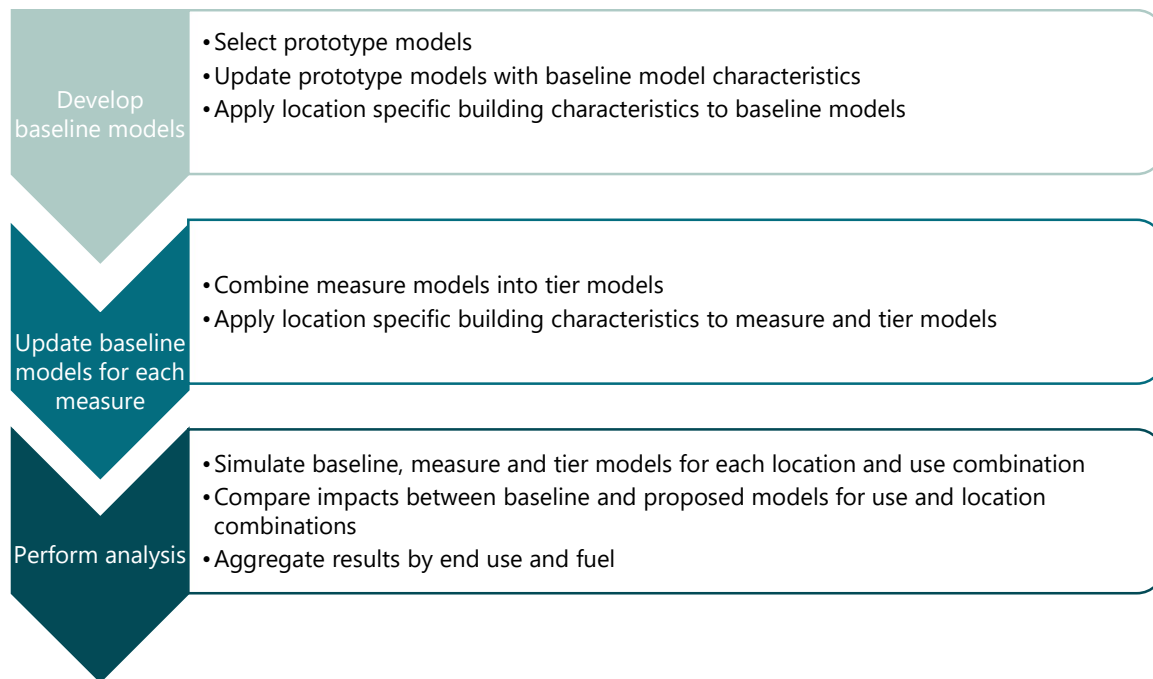 Develop
baseline models
•Select prototype models
•Update prototype models with baseline model characteristics
•Apply location specific building characteristics to baseline models
Update baseline
models for each
measure
•Combine measure models into tier models
•Apply location specific building characteristics to measure and tier models
Perform analysis
•Simulate baseline, measure and tier models for each location and use combination
•Compare impacts between baseline and proposed models for use and location
combinations
•Aggregate results by end use and fuel